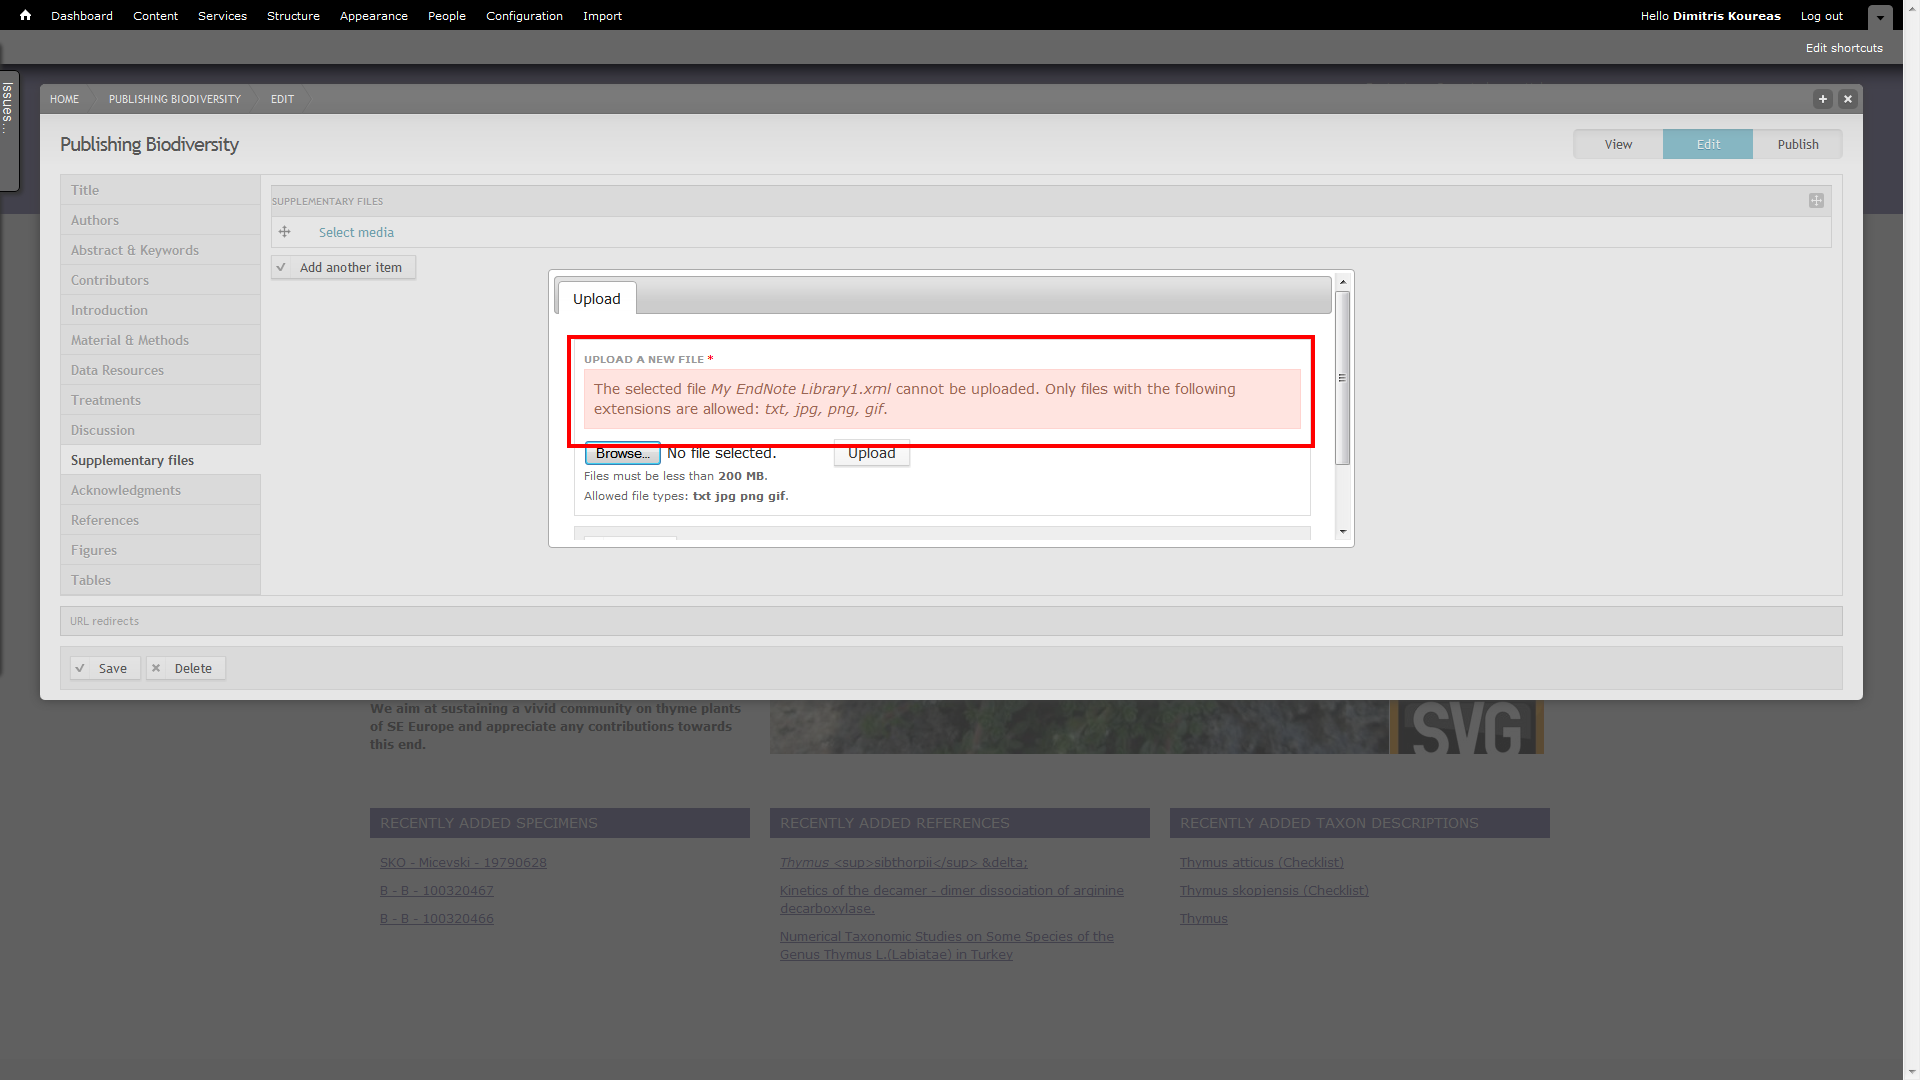 Dashboard Content Services Structure Appearance People Configuration Import Hello Dimitris Koureas Log out
Edit shortcuts
Issues...
HOME PUBLISHING BIODIVERSITY EDIT
Publishing Biodiversity
View Edit Publish
Title
Authors
Abstract & Keywords
Contributors
Introduction
Material & Methods
Data Resources
Treatments
Discussion
Supplementary files
Acknowledgments
References
Figures
Tables
SUPPLEMENTARY FILES
Select media
Add another item
Upload
UPLOAD A NEW FILE *
The selected file My EndNote Library1.xml cannot be uploaded. Only files with the following
extensions are allowed: txt, jpg, png, gif.
Browse... No file selected. Upload
Files must be less than 200 MB.
Allowed file types: txt jpg png gif.
URL redirects
Save Delete
We aim at sustaining a vivid community on thyme plants
of SE Europe and appreciate any contributions towards
this end.
SVG
RECENTLY ADDED SPECIMENS
SKO - Micevski - 19790628
B - B - 100320467
B - B - 100320466
RECENTLY ADDED REFERENCES
Thymus <sup>sibthorpii</sup> &delta;
Kinetics of the decamer - dimer dissociation of arginine
decarboxylase.
Numerical Taxonomic Studies on Some Species of the
Genus Thymus L.(Labiatae) in Turkey
RECENTLY ADDED TAXON DESCRIPTIONS
Thymus atticus (Checklist)
Thymus skopjensis (Checklist)
Thymus